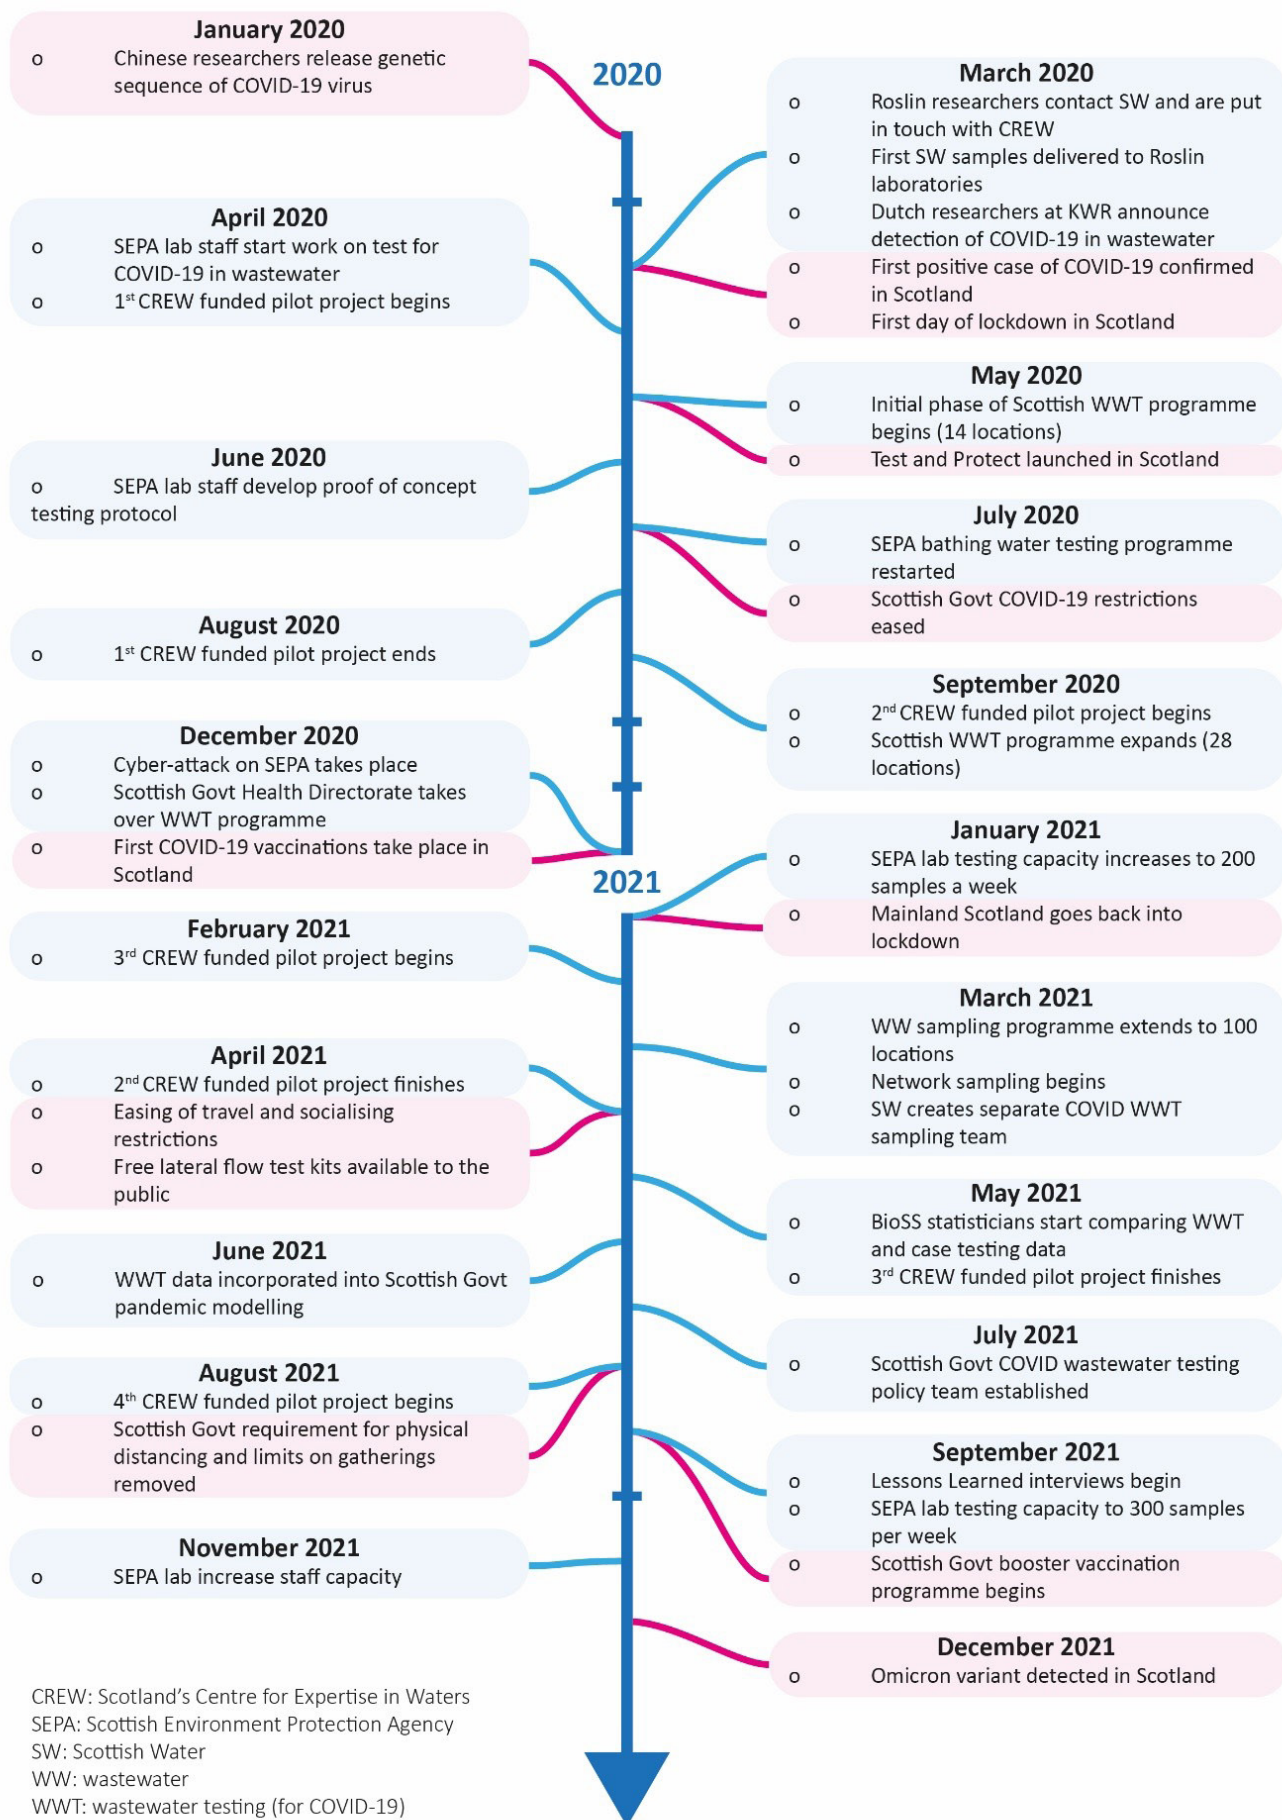 January 2020
o Chinese researchers release genetic
sequence of COVID-19 virus
2020
March 2020
o Roslin researchers contact SW and are put
in touch with CREW
o First SW samples delivered to Roslin
laboratories
o Dutch researchers at KWR announce
detection of COVID-19 in wastewater
o First positive case of COVID-19 confirmed
in Scotland
o First day of lockdown in Scotland
April 2020
o SEPA lab staff start work on test for
COVID-19 in wastewater
o 1st CREW funded pilot project begins
May 2020
o Initial phase of Scottish WWT programme
begins (14 locations)
o Test and Protect launched in Scotland
June 2020
o SEPA lab staff develop proof of concept
testing protocol
July 2020
o SEPA bathing water testing programme
restarted
o Scottish Govt COVID-19 restrictions
eased
August 2020
o 1st CREW funded pilot project ends
September 2020
o 2nd CREW funded pilot project begins
o Scottish WWT programme expands (28
locations)
December 2020
o Cyber-attack on SEPA takes place
o Scottish Govt Health Directorate takes
over WWT programme
o First COVID-19 vaccinations take place in
Scotland
2021
January 2021
o SEPA lab testing capacity increases to 200
samples a week
o Mainland Scotland goes back into
lockdown
February 2021
o 3rd CREW funded pilot project begins
March 2021
o WW sampling programme extends to 100
locations
o Network sampling begins
o SW creates separate COVID WWT
sampling team
April 2021
o 2nd CREW funded pilot project finishes
o Easing of travel and socialising
restrictions
o Free lateral flow test kits available to the
public
May 2021
o BioSS statisticians start comparing WWT
and case testing data
o 3rd CREW funded pilot project finishes
June 2021
o WWT data incorporated into Scottish Govt
pandemic modelling
July 2021
o Scottish Govt COVID wastewater testing
policy team established
August 2021
o 4th CREW funded pilot project begins
o Scottish Govt requirement for physical
distancing and limits on gatherings
removed
September 2021
o Lessons Learned interviews begin
o SEPA lab testing capacity to 300 samples
per week
o Scottish Govt booster vaccination
programme begins
November 2021
o SEPA lab increase staff capacity
December 2021
o Omicron variant detected in Scotland
CREW: Scotland's Centre for Expertise in Waters
SEPA: Scottish Environment Protection Agency
SW: Scottish Water
WW: wastewater
WWT: wastewater testing (for COVID-19)